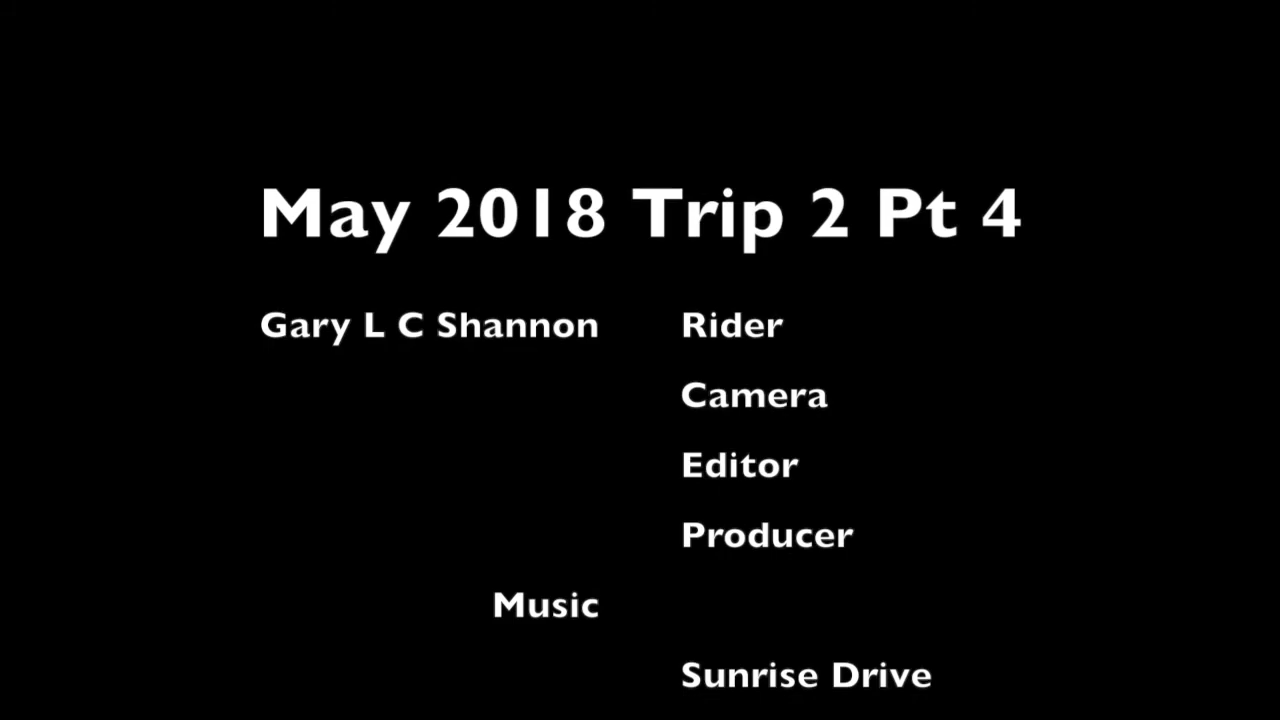 May 2018 Trip 2 Pt 4
Gary L C Shannon Rider
Camera
Editor
Producer
Music
Sunrise Drive